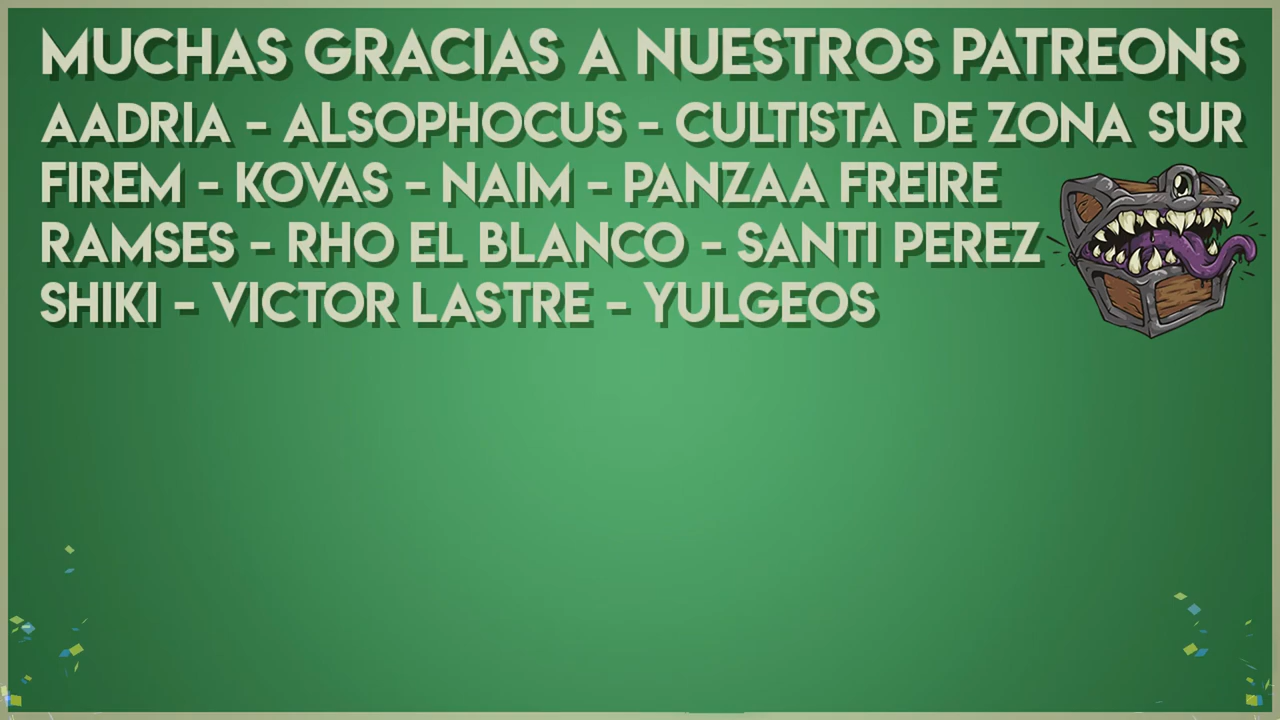 MUCHAS GRACIAS A NUESTROS PATREONS
AADRIA - ALSOPHOCUS - CULTISTA DE ZONA SUR
FIREM - KOVAS - NAIM - PANZAA FREIRE
RAMSES - RHO EL BLANCO - SANTI PEREZ
SHIKI - VICTOR LASTRE - YULGEOS